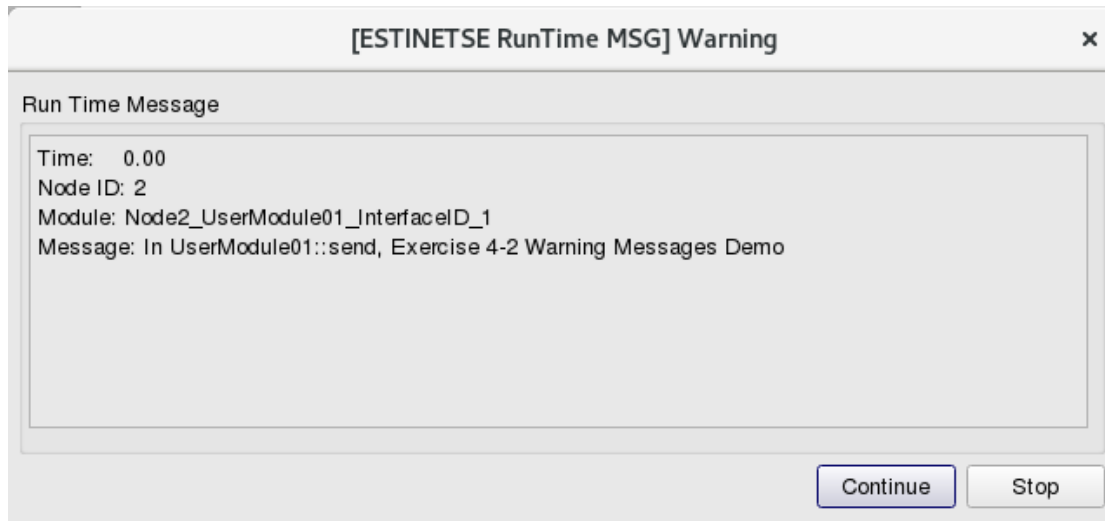 [ESTINETSE RunTime MSG] Warning
Run Time Message
Time: 0.00
Node ID: 2
Module: Node2_UserModule01_InterfaceID_1
Message: In UserModule01::send, Exercise 4-2 Warning Messages Demo
Continue
Stop